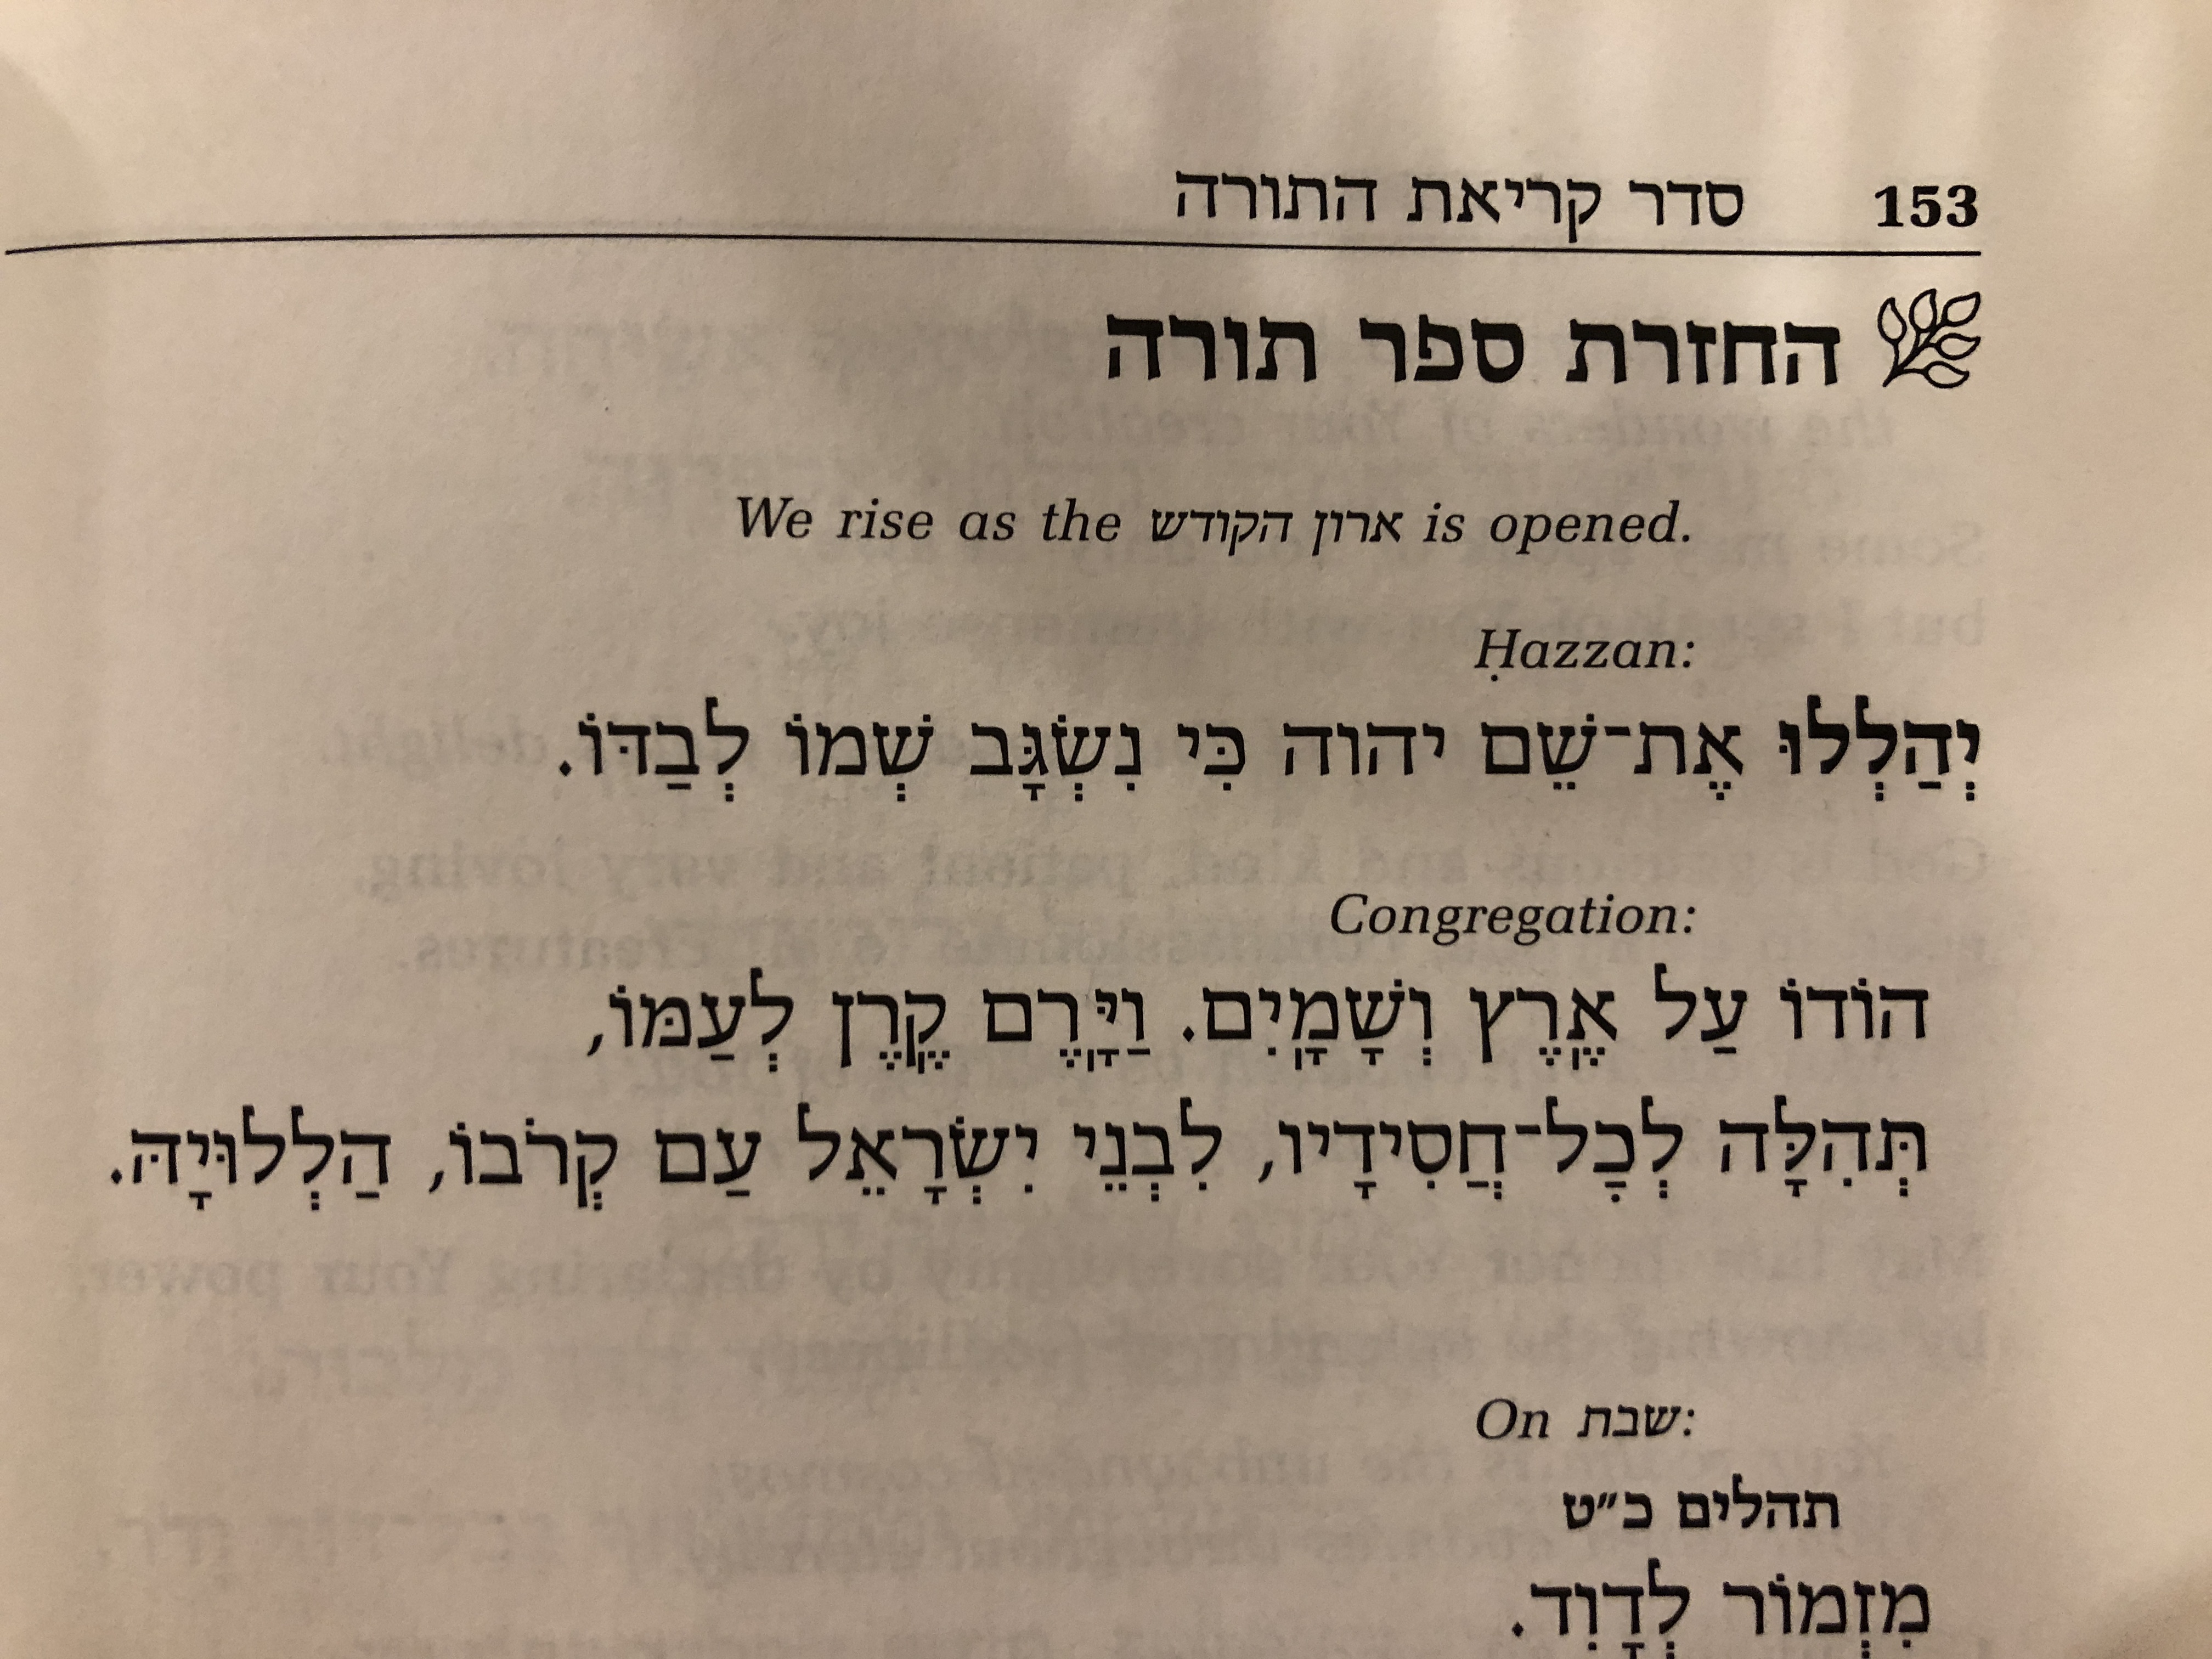 153 סדר קריאת התורה
החזרת ספר תורה
We rise as the ארון הקודש is opened.
Ḥazzan:
יְהַלְלוּ אֶת־שֵׁם יהוה כִּי נִשְׂגָּב שְׁמוֹ לְבַדּוֹ.
Congregation:
הוֹדוֹ עַל אֶֽרֶץ וְשָׁמָֽיִם. וַיָּֽרֶם קֶֽרֶן לְעַמּוֹ,
תְּהִלָּה לְכׇל־חֲסִידָיו, לִבְנֵי יִשְׂרָאֵל עַם קְרֹבוֹ, הַלְלוּיָהּ.
On שבת:
תהלים כ״ט
מִזְמוֹר לְדָוִד.